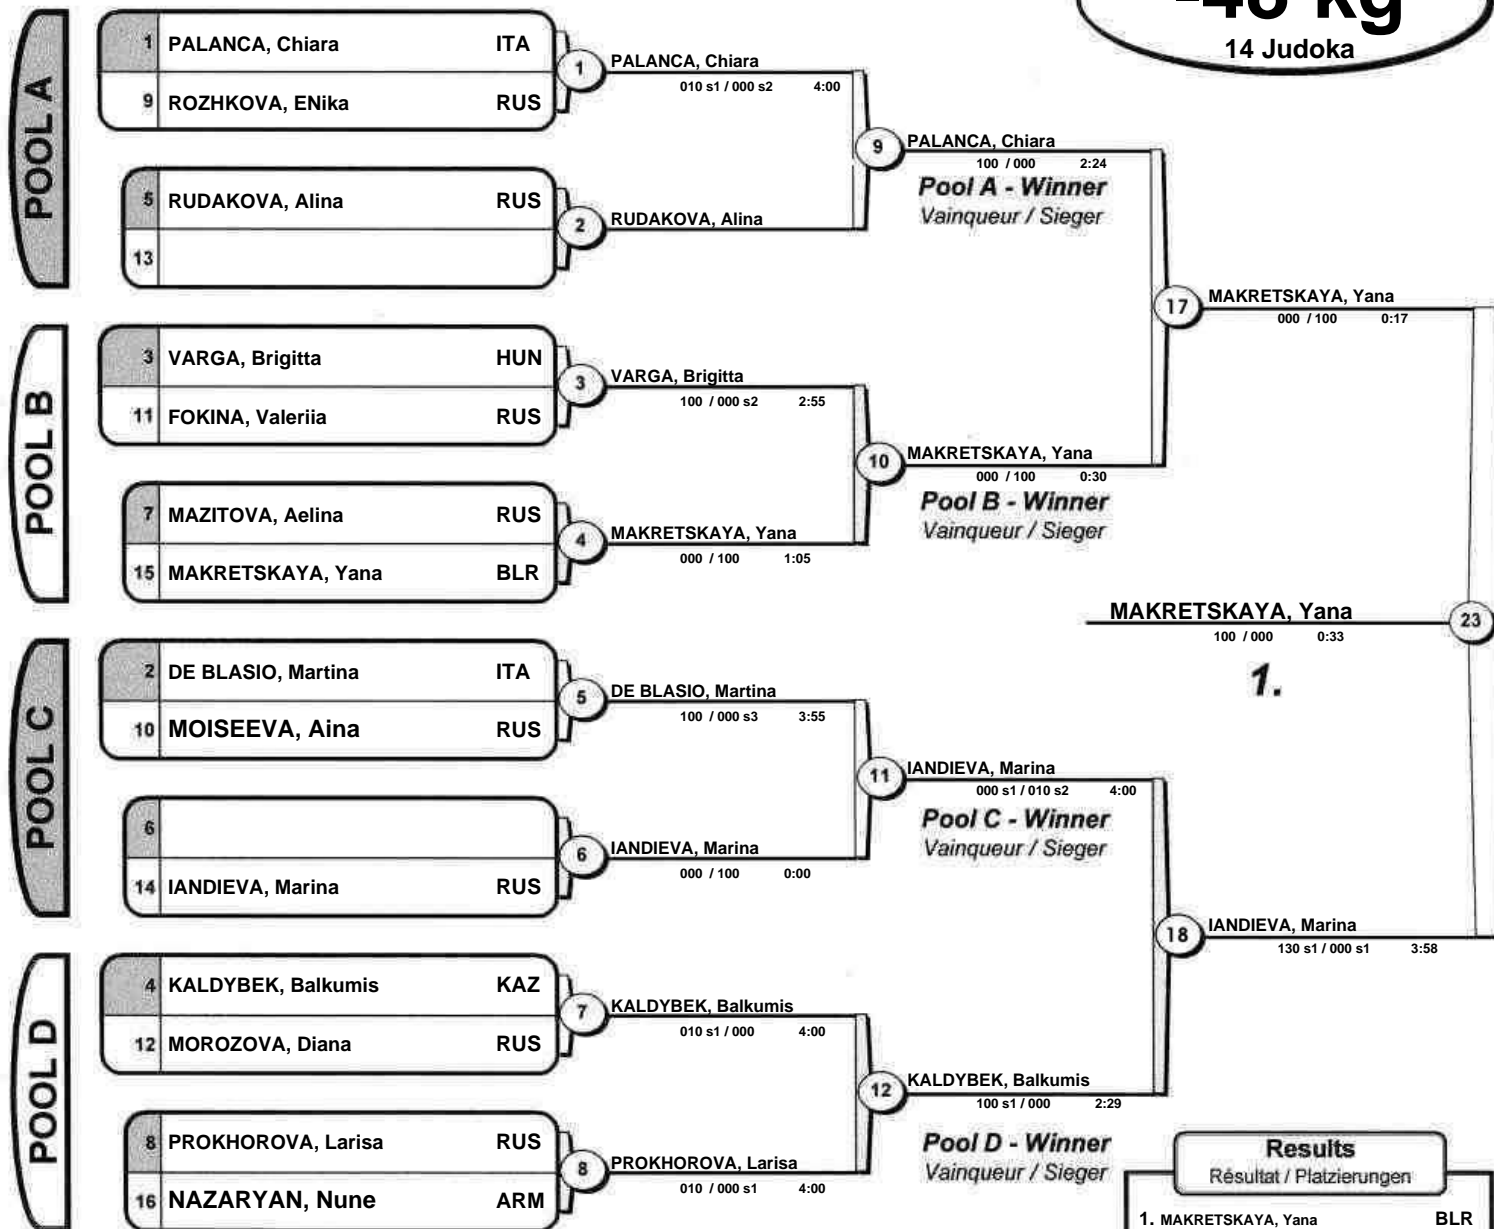 -48 kg
14 Judoka
POOL A
1 PALANCA, Chiara ITA
9 ROZHKOVA, ENika RUS
1
PALANCA, Chiara
010 s1 / 000 s2 4:00
5 RUDAKOVA, Alina RUS
13
2
RUDAKOVA, Alina
9
PALANCA, Chiara
100 / 000 2:24
Pool A - Winner
Vainqueur / Sieger
POOL B
3 VARGA, Brigitta HUN
11 FOKINA, Valeriia RUS
3
VARGA, Brigitta
100 / 000 s2 2:55
7 MAZITOVA, Aelina RUS
15 MAKRETSKAYA, Yana BLR
4
MAKRETSKAYA, Yana
000 / 100 1:05
10
MAKRETSKAYA, Yana
000 / 100 0:30
Pool B - Winner
Vainqueur / Sieger
17
MAKRETSKAYA, Yana
000 / 100 0:17
MAKRETSKAYA, Yana
23
100 / 000 0:33
1.
POOL C
2 DE BLASIO, Martina ITA
10 MOISEEVA, Aina RUS
5
DE BLASIO, Martina
100 / 000 s3 3:55
6
14 IANDIEVA, Marina RUS
6
IANDIEVA, Marina
000 / 100 0:00
11
IANDIEVA, Marina
000 s1 / 010 s2 4:00
Pool C - Winner
Vainqueur / Sieger
POOL D
4 KALDYBEK, Balkumis KAZ
12 MOROZOVA, Diana RUS
7
KALDYBEK, Balkumis
010 s1 / 000 4:00
8 PROKHOROVA, Larisa RUS
16 NAZARYAN, Nune ARM
8
PROKHOROVA, Larisa
010 / 000 s1 4:00
12
KALDYBEK, Balkumis
100 s1 / 000 2:29
Pool D - Winner
Vainqueur / Sieger
18
IANDIEVA, Marina
130 s1 / 000 s1 3:58
Results
Résultat / Platzierungen
1. MAKRETSKAYA, Yana BLR